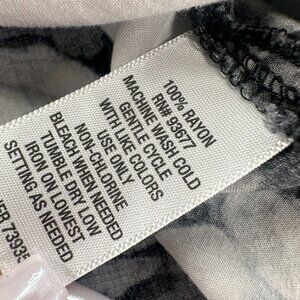 100% RAYON
RN# 93677
MACHINE WASH COLD
GENTLE CYCLE
WITH LIKE COLORS
USE ONLY
NON-CHLORINE
BLEACH WHEN NEEDED
TUMBLE DRY LOW
IRON ON LOWEST
SETTING AS NEEDED